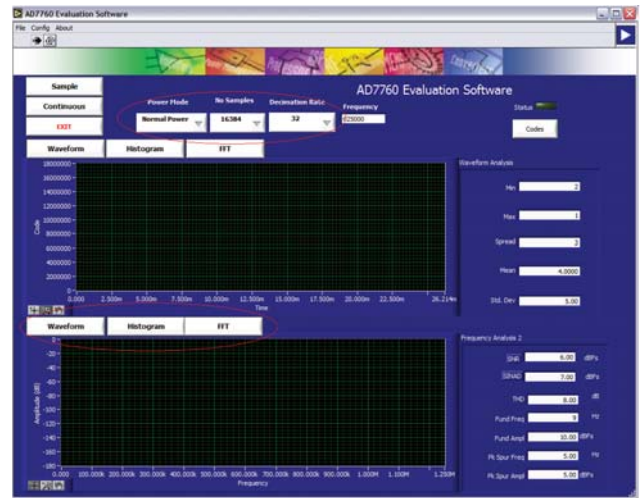 AD7760 Evaluation Software
File Config About
Sample
Continuous
EXIT
AD7760 Evaluation Software
Power Mode No Samples Decimation Rate Frequency
Normal Power 16384 32
Status
Codes
Waveform Histogram FFT
Waveform Analysis
18000000
16000000
14000000
12000000
10000000
8000000
6000000
4000000
2000000
0
Code
0.000 2.500m 5.000m 7.500m 10.000m 12.500m 15.000m 17.500m 20.000m 22.500m 26.214m
Time
Min 2
Max 1
Spread 2
Mean 4.0000
Std. Dev 5.00
Waveform Histogram FFT
Frequency Analysis 2
0
-20
-40
-60
-80
-100
-120
-140
-160
-180
Amplitude (dB)
0.000 100.000k 200.000k 300.000k 400.000k 500.000k 600.000k 700.000k 800.000k 900.000k 1.000M 1.100M 1.250M
Frequency
SNR 6.00 dBFs
SINAD 7.00 dBFs
THD 8.00 dB
Fund Freq 9 Hz
Fund Ampl 10.00 dBFs
Pk Spur Freq 5.00 Hz
Pk Spur Ampl 5.00 dBFs